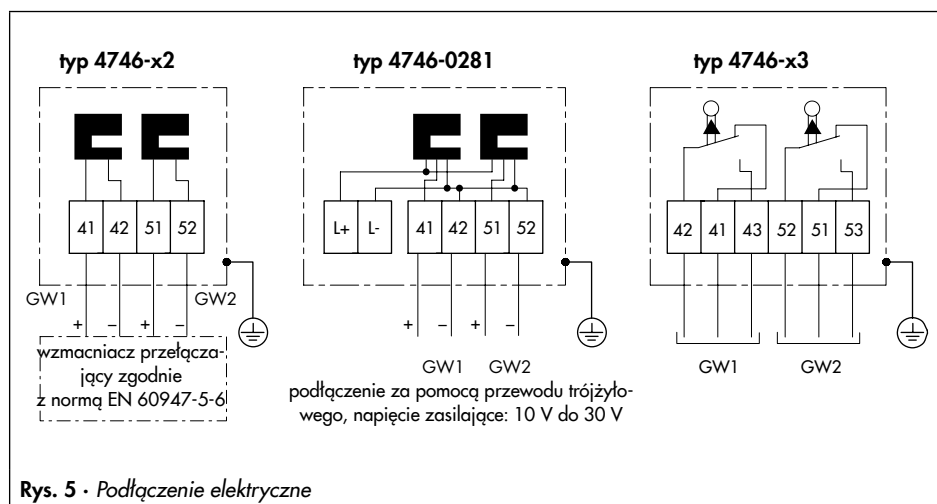 typ 4746-x2
41 42 51 52
GW1 GW2
+ – + –
wzmacniacz przełącza-
jący zgodnie
z normą EN 60947-5-6
typ 4746-0281
L+ L- 41 42 51 52
+ – + –
GW1 GW2
podłączenie za pomocą przewodu trójżyło-
wego, napięcie zasilające: 10 V do 30 V
typ 4746-x3
42 41 43 52 51 53
GW1 GW2
Rys. 5 · Podłączenie elektryczne